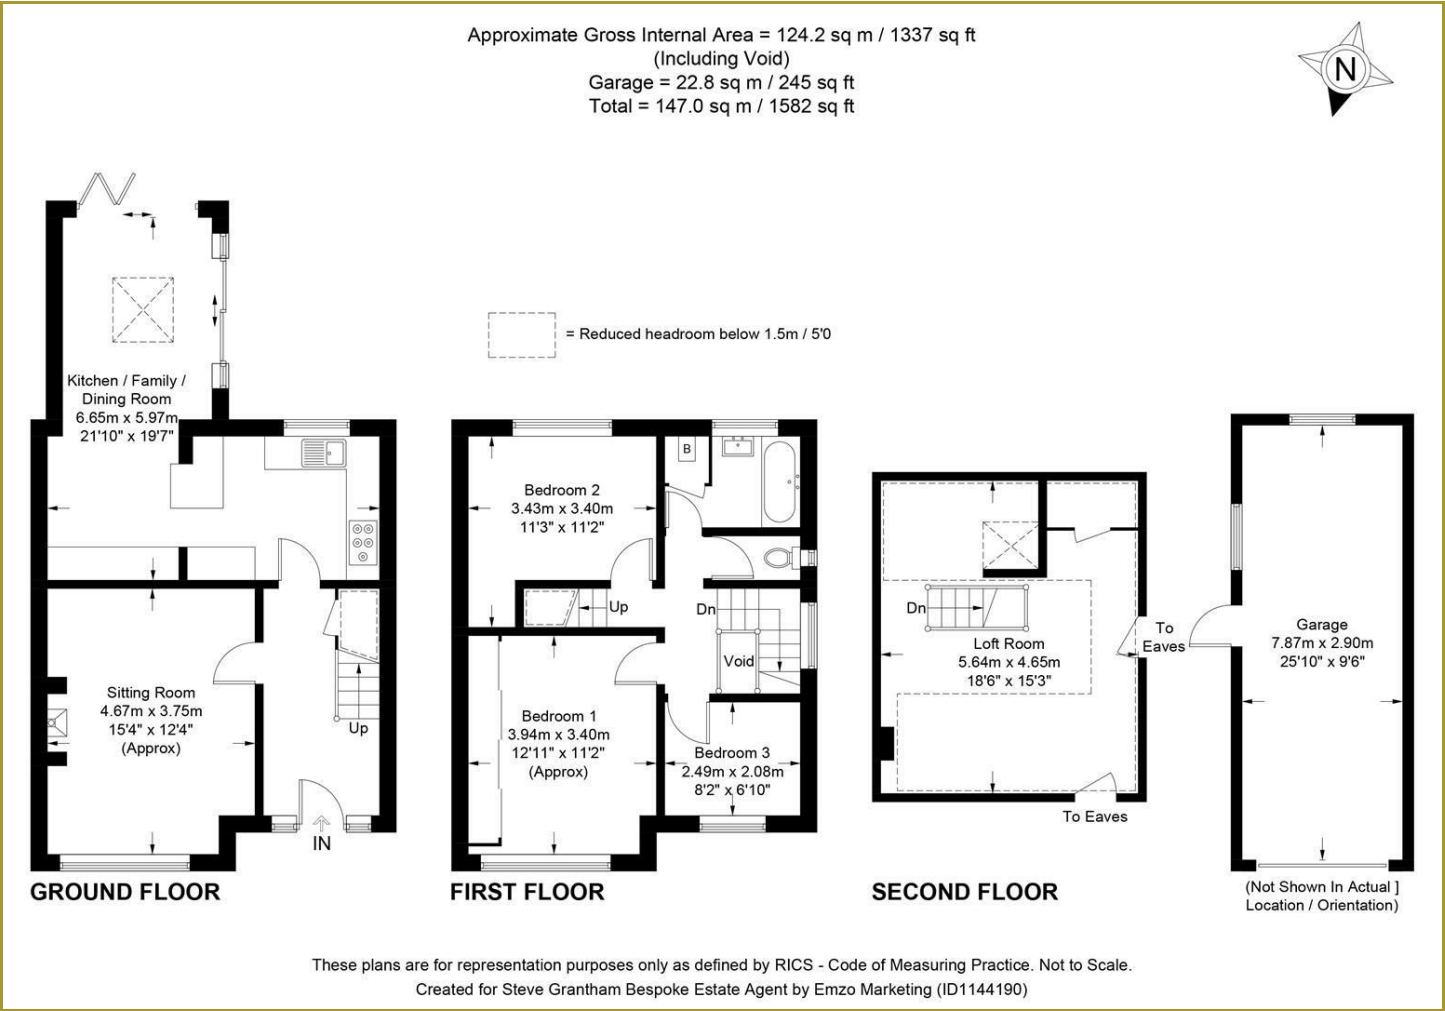 Approximate Gross Internal Area = 124.2 sq m / 1337 sq ft
(Including Void)
Garage = 22.8 sq m / 245 sq ft
Total = 147.0 sq m / 1582 sq ft
N
= Reduced headroom below 1.5m / 5'0
Kitchen / Family /
Dining Room
6.65m x 5.97m
21'10" x 19'7"
Sitting Room
4.67m x 3.75m
15'4" x 12'4"
(Approx)
Up
IN
GROUND FLOOR
B
Bedroom 2
3.43m x 3.40m
11'3" x 11'2"
Up
Dn
Void
Bedroom 1
3.94m x 3.40m
12'11" x 11'2"
(Approx)
Bedroom 3
2.49m x 2.08m
8'2" x 6'10"
FIRST FLOOR
Dn
Loft Room
5.64m x 4.65m
18'6" x 15'3"
To
Eaves
To Eaves
SECOND FLOOR
Garage
7.87m x 2.90m
25'10" x 9'6"
(Not Shown In Actual ]
Location / Orientation)
These plans are for representation purposes only as defined by RICS - Code of Measuring Practice. Not to Scale.
Created for Steve Grantham Bespoke Estate Agent by Emzo Marketing (ID1144190)